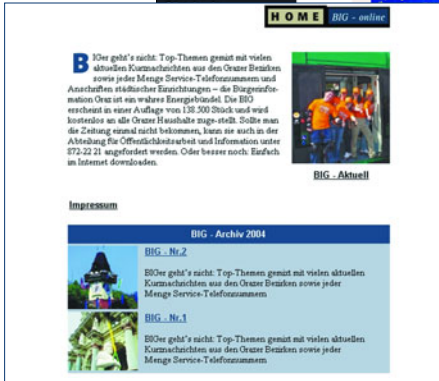 HOME BIG - online
BIGer geht's nicht: Top-Themen gemixt mit vielen
aktuellen Kurznachrichten aus den Grazer Bezirken
sowie jeder Menge Service-Telefonnummern und
Anschriften städtischer Einrichtungen – die Bürgerinfor-
mation Graz ist ein wahres Energiebündel. Die BIG
erscheint in einer Auflage von 138.500 Stück und wird
kostenlos an alle Grazer Haushalte zuge-stellt. Sollte man
die Zeitung einmal nicht bekommen, kann sie auch in der
Abteilung für Öffentlichkeitsarbeit und Information unter
872-22 21 angefordert werden. Oder besser noch: Einfach
im Internet downloaden.
BIG - Aktuell
Impressum
BIG - Archiv 2004
BIG - Nr.2
BIGer geht's nicht: Top-Themen gemixt mit vielen aktuellen
Kurznachrichten aus den Grazer Bezirken sowie jeder
Menge Service-Telefonnummern
BIG - Nr.1
BIGer geht's nicht: Top-Themen gemixt mit vielen aktuellen
Kurznachrichten aus den Grazer Bezirken sowie jeder
Menge Service-Telefonnummern